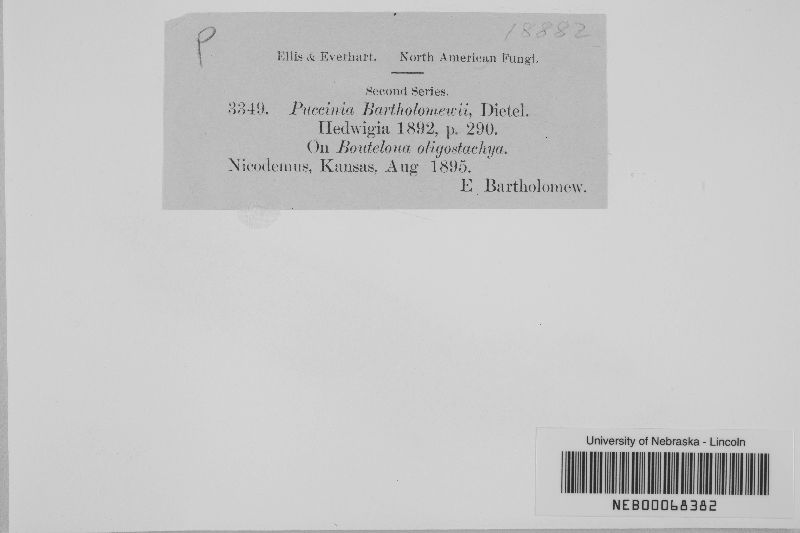 P
18882
Ellis & Everhart. North American Fungi.
Second Series.
3349. Puccinia Bartholomewii, Dietel.
Hedwigia 1892, p. 290.
On Bouteloua oligostachya.
Nicodemus, Kansas, Aug 1895.
E. Bartholomew.
University of Nebraska - Lincoln
NEB00068382